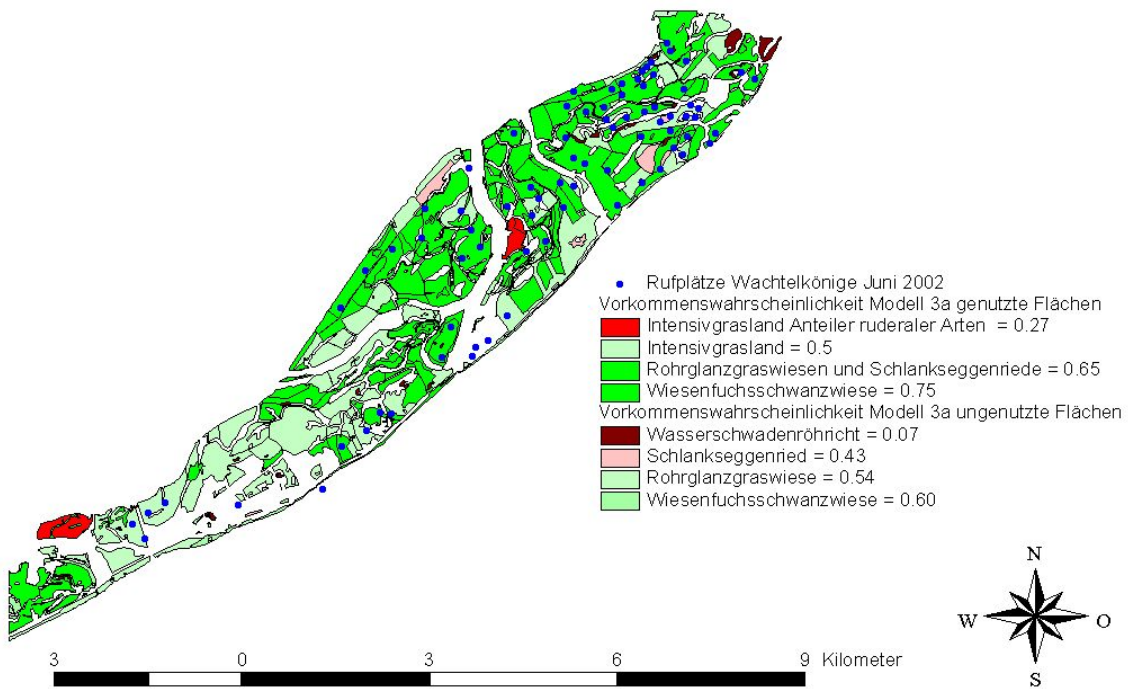 Rufplätze Wachtelkönige Juni 2002
Vorkommenswahrscheinlichkeit Modell 3a genutzte Flächen
Intensivgrasland Anteiler ruderaler Arten = 0.27
Intensivgrasland = 0.5
Rohrglanzgraswiesen und Schlankseggenriede = 0.65
Wiesenfuchsschwanzwiese = 0.75
Vorkommenswahrscheinlichkeit Modell 3a ungenutzte Flächen
Wasserschwadenröhricht = 0.07
Schlankseggenried = 0.43
Rohrglanzgraswiese = 0.54
Wiesenfuchsschwanzwiese = 0.60
N
W O
S
3 0 3 6 9 Kilometer